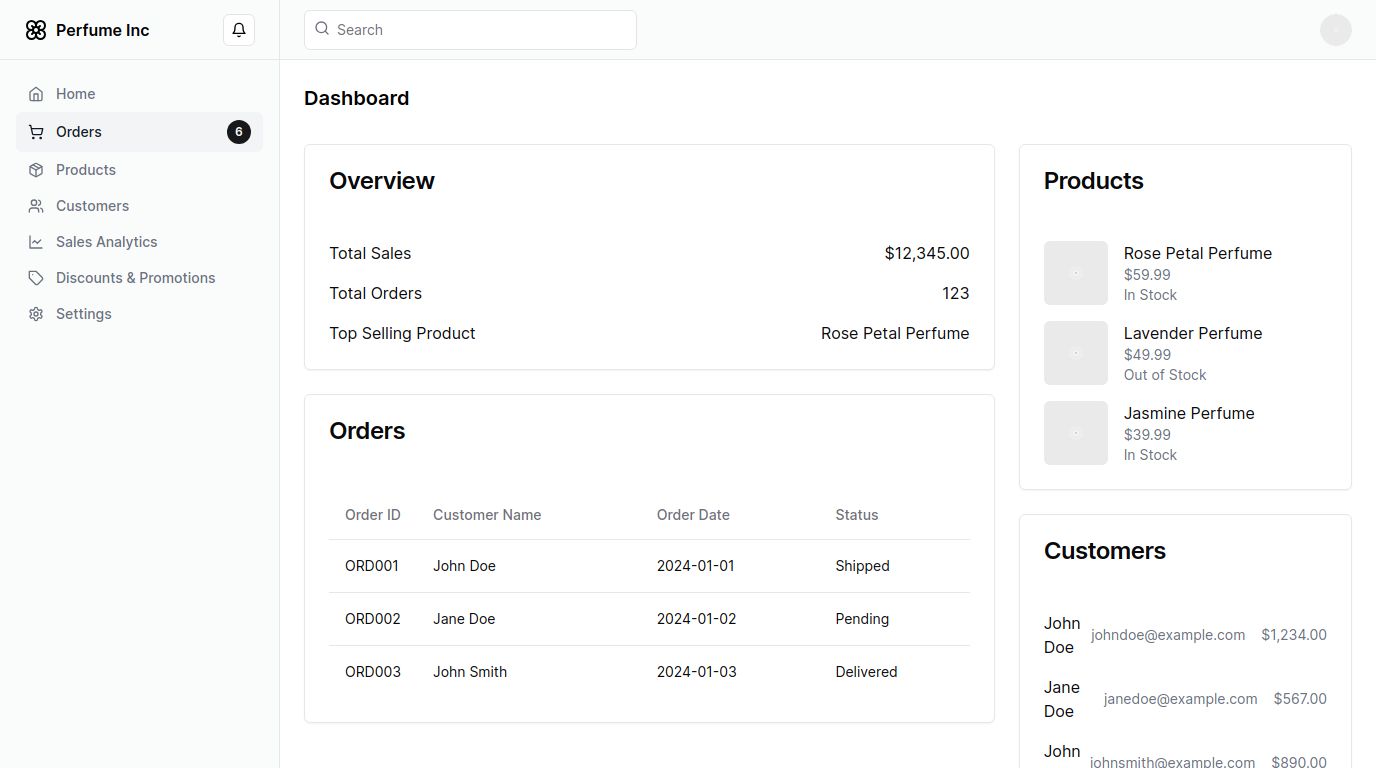 Perfume Inc
Search
Home
Orders 6
Products
Customers
Sales Analytics
Discounts & Promotions
Settings
Dashboard
Overview
Total Sales $12,345.00
Total Orders 123
Top Selling Product Rose Petal Perfume
Orders
Order ID Customer Name Order Date Status
ORD001 John Doe 2024-01-01 Shipped
ORD002 Jane Doe 2024-01-02 Pending
ORD003 John Smith 2024-01-03 Delivered
Products
Rose Petal Perfume
$59.99
In Stock
Lavender Perfume
$49.99
Out of Stock
Jasmine Perfume
$39.99
In Stock
Customers
John
Doe
johndoe@example.com $1,234.00
Jane
Doe
janedoe@example.com $567.00
John
johnsmith@example.com $890.00